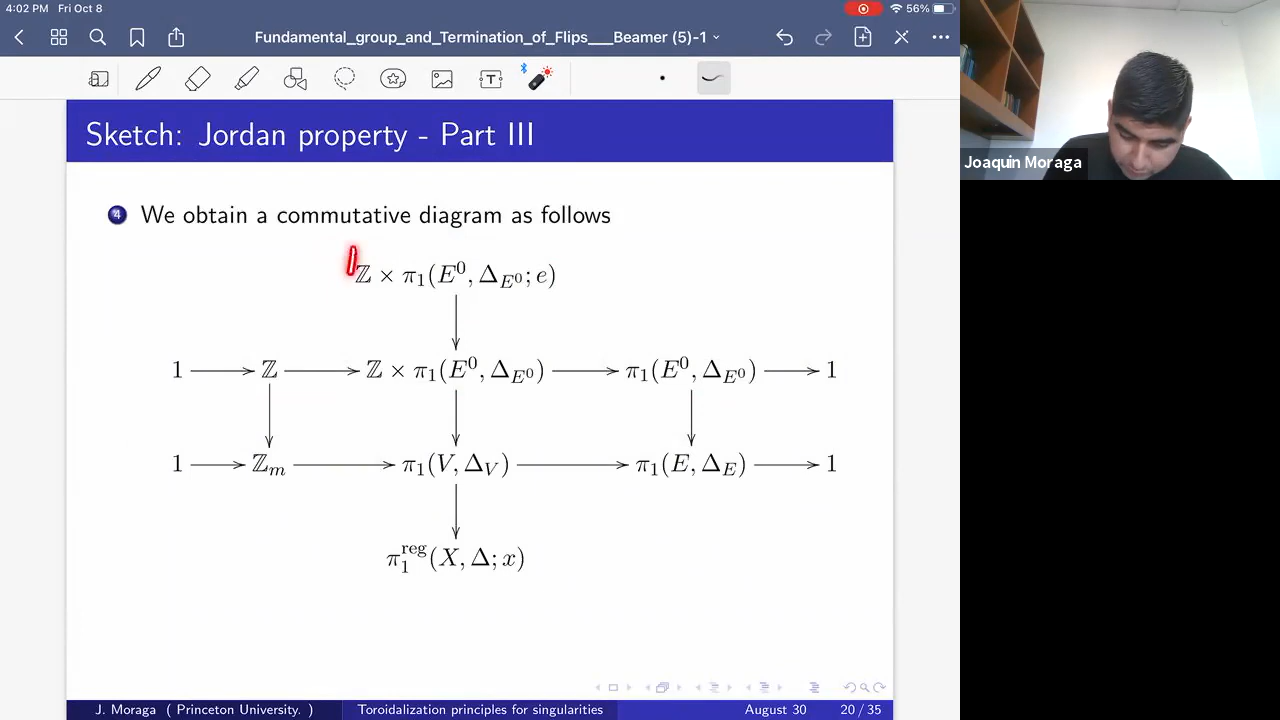 4:02 PM Fri Oct 8
56%
Fundamental_group_and_Termination_of_Flips___Beamer (5)-1
T
Sketch: Jordan property - Part III
Joaquin Moraga
4 We obtain a commutative diagram as follows
ℤ × π₁(E⁰, Δ_{E⁰}; e)
1 → ℤ → ℤ × π₁(E⁰, Δ_{E⁰}) → π₁(E⁰, Δ_{E⁰}) → 1
1 → ℤ_m → π₁(V, Δ_V) → π₁(E, Δ_E) → 1
π₁^{reg}(X, Δ; x)
J. Moraga ( Princeton University. ) Toroidalization principles for singularities August 30 20 / 35